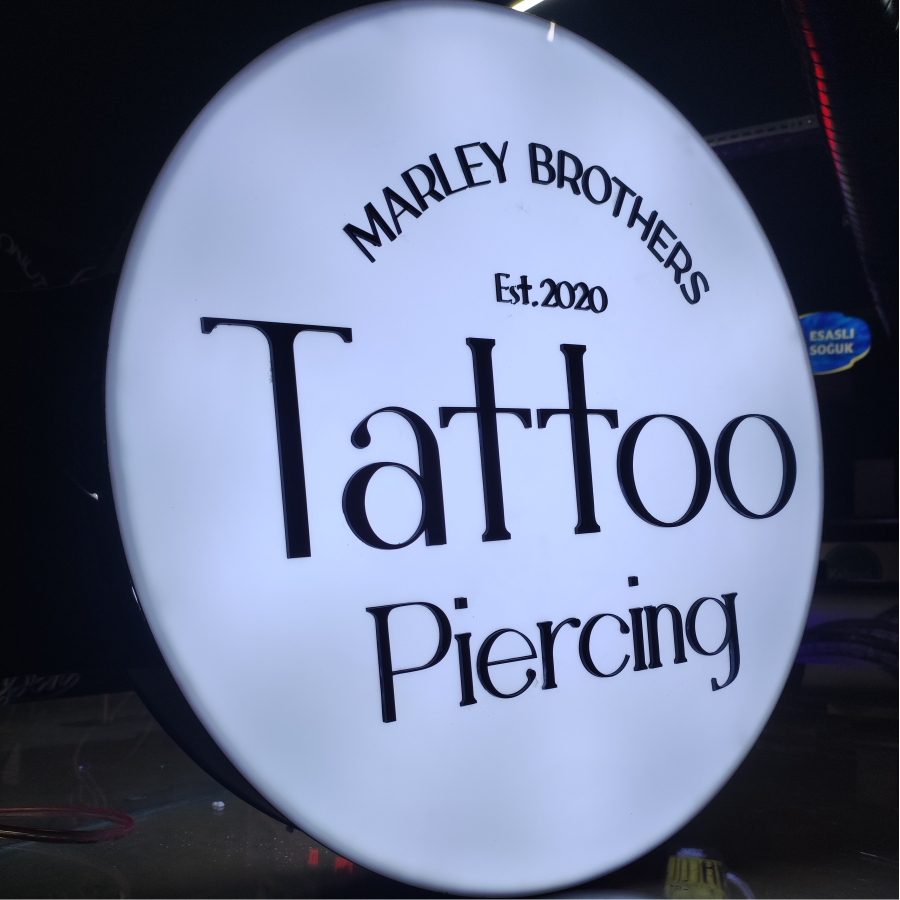 MARLEY BROTHERS
Est.2020
Tattoo
Piercing
ESASLI
SOĞUK